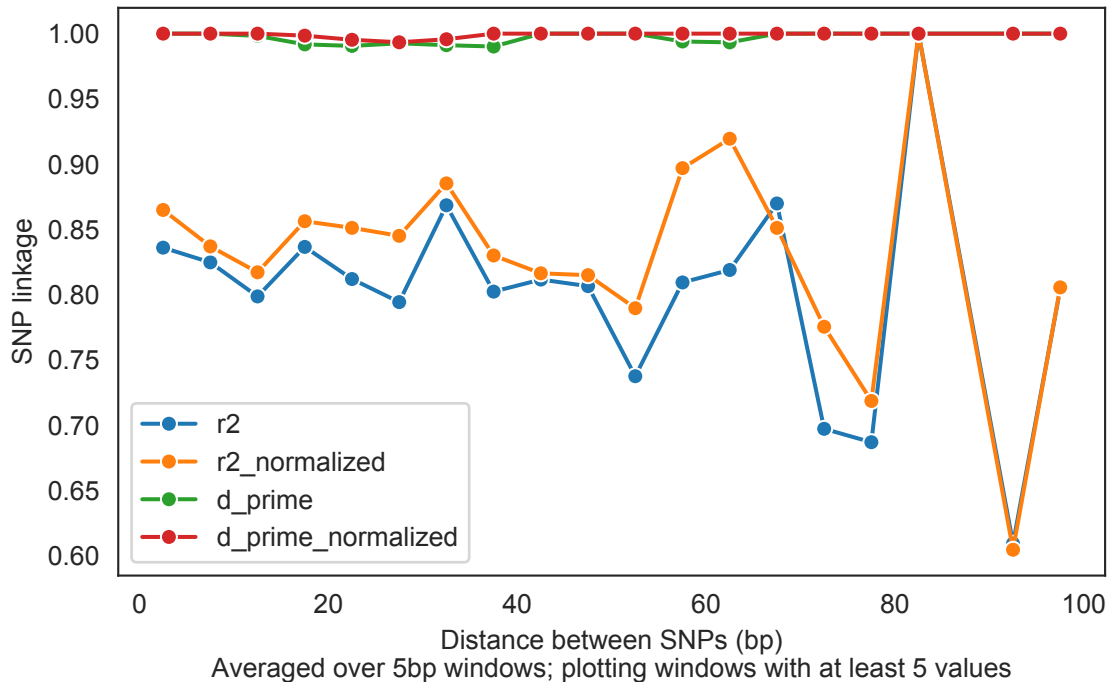 1.00
0.95
0.90
0.85
0.80
0.75
0.70
0.65
0.60
SNP linkage
r2
r2_normalized
d_prime
d_prime_normalized
0 20 40 60 80 100
Distance between SNPs (bp)
Averaged over 5bp windows; plotting windows with at least 5 values